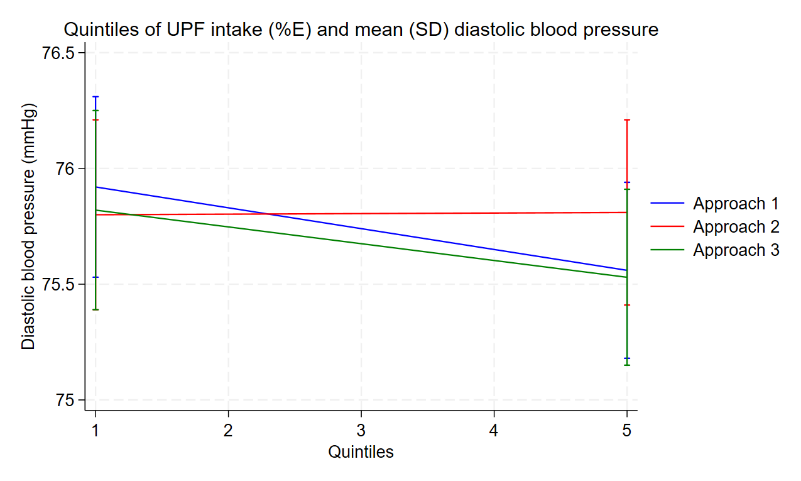 Quintiles of UPF intake (%E) and mean (SD) diastolic blood pressure
Diastolic blood pressure (mmHg)
76.5
76
75.5
75
1 2 3 4 5
Quintiles
Approach 1
Approach 2
Approach 3